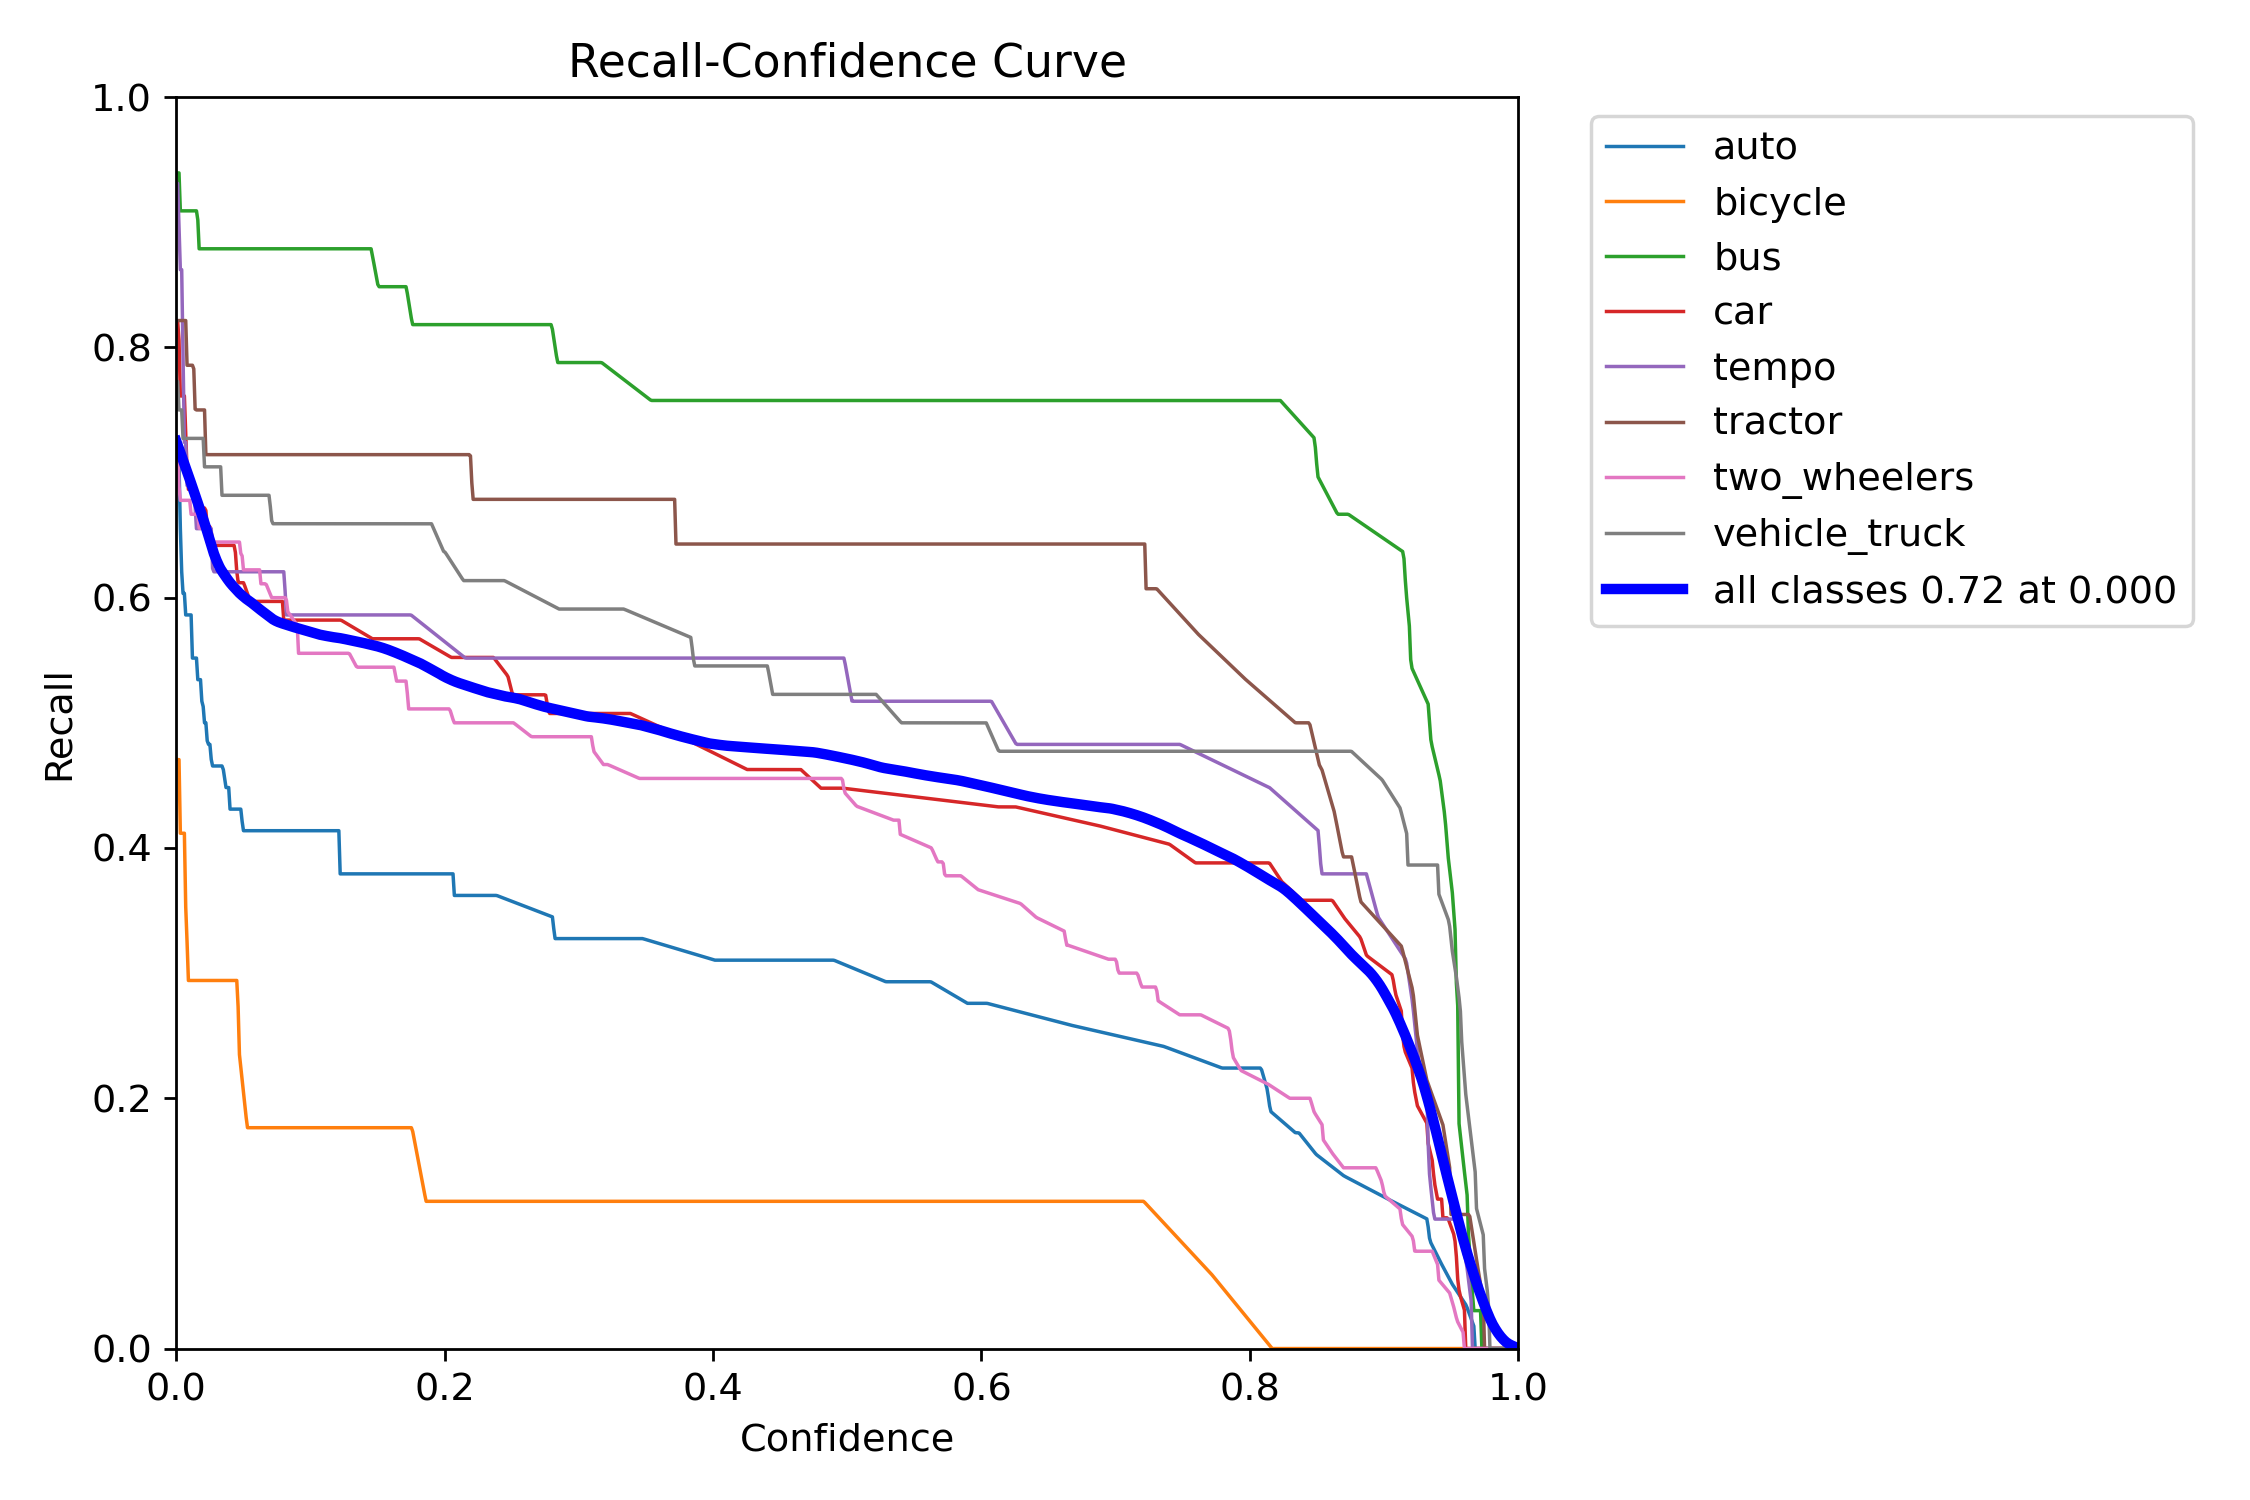 Recall-Confidence Curve
1.0
0.8
0.6
0.4
0.2
0.0
Recall
0.0 0.2 0.4 0.6 0.8 1.0
Confidence
auto
bicycle
bus
car
tempo
tractor
two_wheelers
vehicle_truck
all classes 0.72 at 0.000